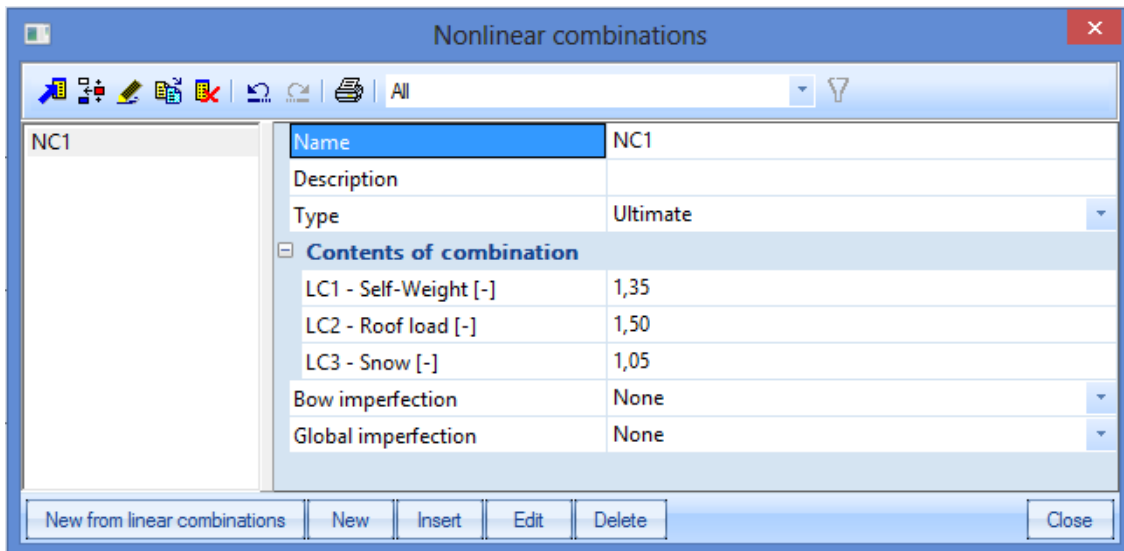 Nonlinear combinations
All
NC1
Name NC1
Description
Type Ultimate
Contents of combination
LC1 - Self-Weight [-] 1,35
LC2 - Roof load [-] 1,50
LC3 - Snow [-] 1,05
Bow imperfection None
Global imperfection None
New from linear combinations New Insert Edit Delete Close